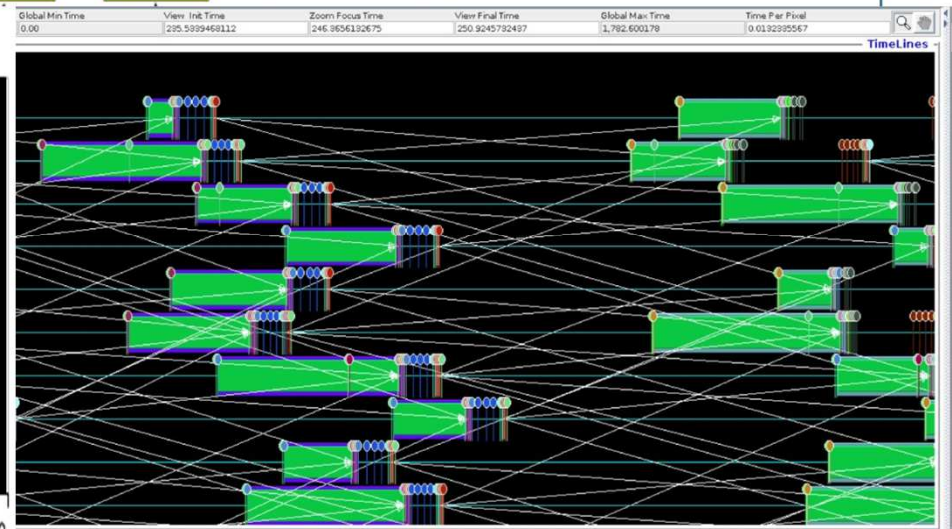 Global Min Time View Init Time Zoom Focus Time View Final Time Global Max Time Time Per Pixel
0.00 235.5339468112 246.3656132675 250.9245732437 1,782.600178 0.0132335567
TimeLines